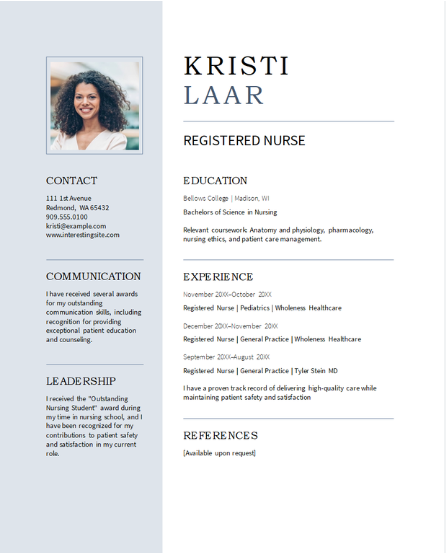 KRISTI
LAAR
REGISTERED NURSE
CONTACT
111 1st Avenue
Redmond, WA 65432
909.555.0100
kristi@example.com
www.interestingsite.com
COMMUNICATION
I have received several awards
for my outstanding
communication skills, including
recognition for providing
exceptional patient education
and counseling.
LEADERSHIP
I received the "Outstanding
Nursing Student" award during
my time in nursing school, and I
have been recognized for my
contributions to patient safety
and satisfaction in my current
role.
EDUCATION
Bellows College | Madison, WI
Bachelors of Science in Nursing
Relevant coursework: Anatomy and physiology, pharmacology,
nursing ethics, and patient care management.
EXPERIENCE
November 20XX–October 20XX
Registered Nurse | Pediatrics | Wholeness Healthcare
December 20XX–November 20XX
Registered Nurse | General Practice | Wholeness Healthcare
September 20XX–August 20XX
Registered Nurse | General Practice | Tyler Stein MD
I have a proven track record of delivering high-quality care while
maintaining patient safety and satisfaction
REFERENCES
[Available upon request]